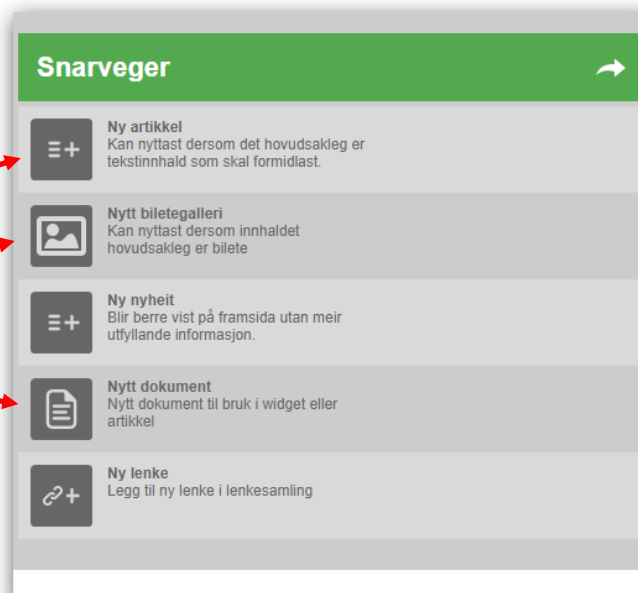 Snarveger
Ny artikkel
Kan nyttast dersom det hovudsakleg er
tekstinnhald som skal formidlast.
Nytt biletegalleri
Kan nyttast dersom innhaldet
hovudsakleg er bilete
Ny nyheit
Blir berre vist på framsida utan meir
utfyllande informasjon.
Nytt dokument
Nytt dokument til bruk i widget eller
artikkel
Ny lenke
Legg til ny lenke i lenkesamling